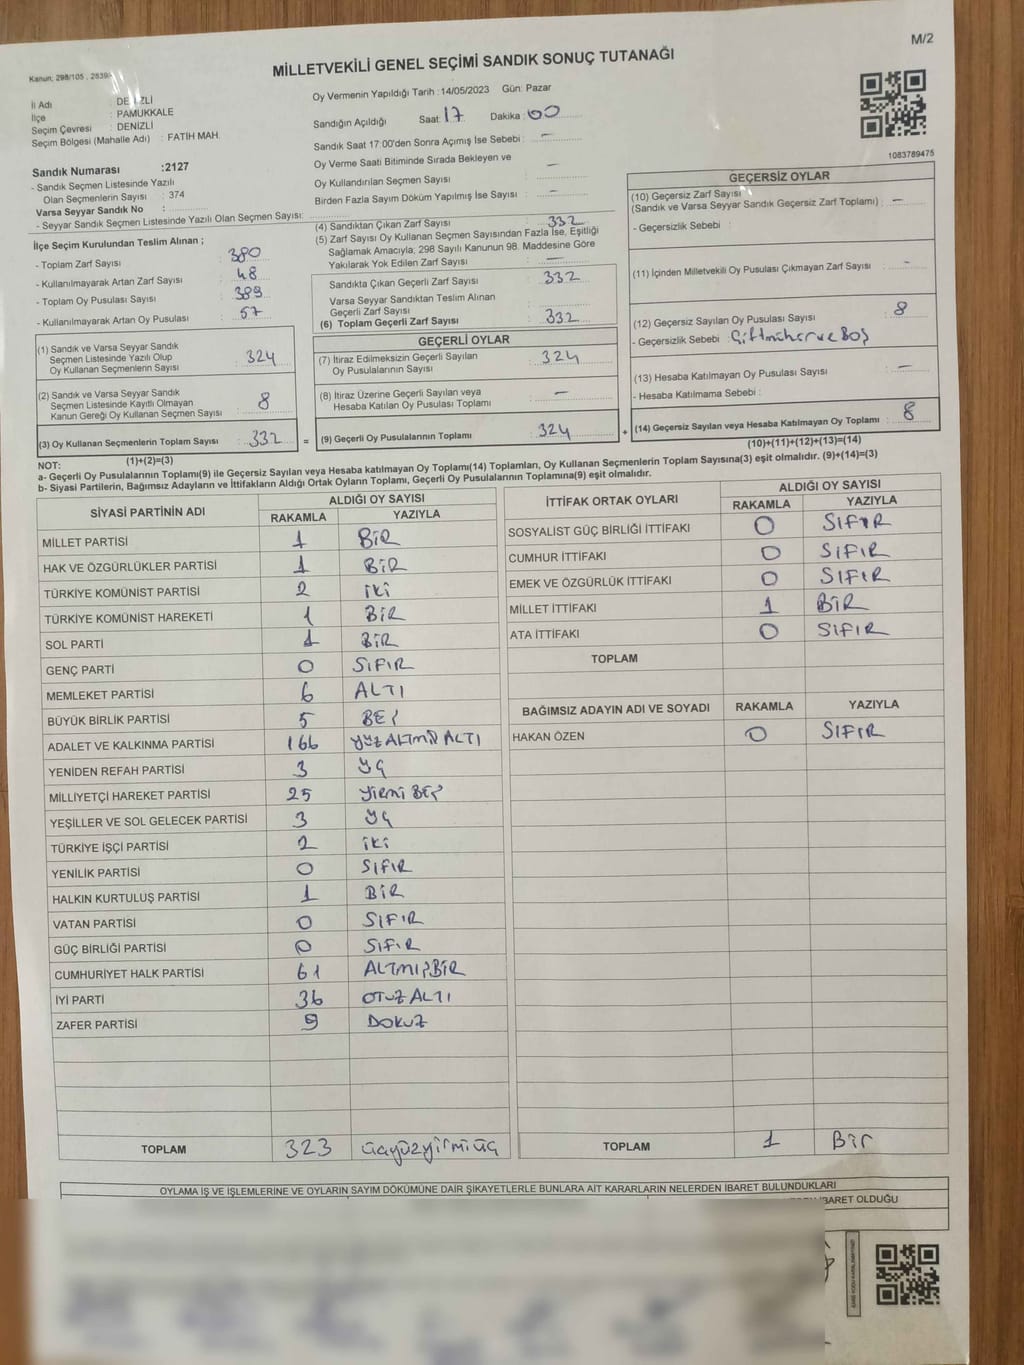 M/2
Kanun: 298/105 , 2839/
MİLLETVEKİLİ GENEL SEÇİMİ SANDIK SONUÇ TUTANAĞI
İl Adı : DENİZLİ
İlçe : PAMUKKALE
Seçim Çevresi : DENİZLİ
Seçim Bölgesi (Mahalle Adı) : FATİH MAH.
Oy Vermenin Yapıldığı Tarih :14/05/2023 Gün: Pazar
Sandığın Açıldığı Saat: 17 Dakika: 00
Sandık Saat 17:00'den Sonra Açımış İse Sebebi : —
Oy Verme Saati Bitiminde Sırada Bekleyen ve
Oy Kullandırılan Seçmen Sayısı : —
Birden Fazla Sayım Döküm Yapılmış İse Sayısı : —
1083789475
Sandık Numarası :2127
- Sandık Seçmen Listesinde Yazılı
Olan Seçmenlerin Sayısı : 374
Varsa Seyyar Sandık No :
- Seyyar Sandık Seçmen Listesinde Yazılı Olan Seçmen Sayısı:
İlçe Seçim Kurulundan Teslim Alınan ;
- Toplam Zarf Sayısı : 380
- Kullanılmayarak Artan Zarf Sayısı : 48
- Toplam Oy Pusulası Sayısı : 389
- Kullanılmayarak Artan Oy Pusulası : 57
(4) Sandıktan Çıkan Zarf Sayısı : 332
(5) Zarf Sayısı Oy Kullanan Seçmen Sayısından Fazla İse, Eşitliği
Sağlamak Amacıyla, 298 Sayılı Kanunun 98. Maddesine Göre
Yakılarak Yok Edilen Zarf Sayısı : —
Sandıkta Çıkan Geçerli Zarf Sayısı : 332
Varsa Seyyar Sandıktan Teslim Alınan
Geçerli Zarf Sayısı :
(6) Toplam Geçerli Zarf Sayısı : 332
GEÇERSİZ OYLAR
(10) Geçersiz Zarf Sayısı
(Sandık ve Varsa Seyyar Sandık Geçersiz Zarf Toplamı) : —
- Geçersizlik Sebebi :
(11) İçinden Milletvekili Oy Pusulası Çıkmayan Zarf Sayısı : -
(12) Geçersiz Sayılan Oy Pusulası Sayısı : 8
- Geçersizlik Sebebi : Çiftmühür ve Boş
(13) Hesaba Katılmayan Oy Pusulası Sayısı : —
- Hesaba Katılmama Sebebi :
(14) Geçersiz Sayılan veya Hesaba Katılmayan Oy Toplamı : 8
(10)+(11)+(12)+(13)=(14)
(1) Sandık ve Varsa Seyyar Sandık
Seçmen Listesinde Yazılı Olup
Oy Kullanan Seçmenlerin Sayısı : 324
(2) Sandık ve Varsa Seyyar Sandık
Seçmen Listesinde Kayıtlı Olmayan
Kanun Gereği Oy Kullanan Seçmen Sayısı : 8
(3) Oy Kullanan Seçmenlerin Toplam Sayısı : 332
(1)+(2)=(3)
GEÇERLİ OYLAR
(7) İtiraz Edilmeksizin Geçerli Sayılan
Oy Pusulalarının Sayısı : 324
(8) İtiraz Üzerine Geçerli Sayılan veya
Hesaba Katılan Oy Pusulası Toplamı : —
= (9) Geçerli Oy Pusulalarının Toplamı : 324 +
NOT:
a- Geçerli Oy Pusulalarının Toplamı(9) ile Geçersiz Sayılan veya Hesaba katılmayan Oy Toplamı(14) Toplamları, Oy Kullanan Seçmenlerin Toplam Sayısına(3) eşit olmalıdır. (9)+(14)=(3)
b- Siyasi Partilerin, Bağımsız Adayların ve İttifakların Aldığı Ortak Oyların Toplamı, Geçerli Oy Pusulalarının Toplamına(9) eşit olmalıdır.
SİYASİ PARTİNİN ADI ALDIĞI OY SAYISI
RAKAMLA YAZIYLA
MİLLET PARTİSİ 1 BİR
HAK VE ÖZGÜRLÜKLER PARTİSİ 1 BİR
TÜRKİYE KOMÜNİST PARTİSİ 2 İKİ
TÜRKİYE KOMÜNİST HAREKETİ 1 BİR
SOL PARTİ 1 BİR
GENÇ PARTİ 0 SIFIR
MEMLEKET PARTİSİ 6 ALTI
BÜYÜK BİRLİK PARTİSİ 5 BEŞ
ADALET VE KALKINMA PARTİSİ 166 YÜZ ALTMIŞ ALTI
YENİDEN REFAH PARTİSİ 3 ÜÇ
MİLLİYETÇİ HAREKET PARTİSİ 25 YİRMİ BEŞ
YEŞİLLER VE SOL GELECEK PARTİSİ 3 ÜÇ
TÜRKİYE İŞÇİ PARTİSİ 2 İKİ
YENİLİK PARTİSİ 0 SIFIR
HALKIN KURTULUŞ PARTİSİ 1 BİR
VATAN PARTİSİ 0 SIFIR
GÜÇ BİRLİĞİ PARTİSİ 0 SIFIR
CUMHURİYET HALK PARTİSİ 61 ALTMIŞBİR
İYİ PARTİ 36 OTUZ ALTI
ZAFER PARTİSİ 9 DOKUZ
TOPLAM 323 üçyüzyirmiüç
İTTİFAK ORTAK OYLARI ALDIĞI OY SAYISI
RAKAMLA YAZIYLA
SOSYALİST GÜÇ BİRLİĞİ İTTİFAKI 0 SIFIR
CUMHUR İTTİFAKI 0 SIFIR
EMEK VE ÖZGÜRLÜK İTTİFAKI 0 SIFIR
MİLLET İTTİFAKI 1 BİR
ATA İTTİFAKI 0 SIFIR
TOPLAM
BAĞIMSIZ ADAYIN ADI VE SOYADI RAKAMLA YAZIYLA
HAKAN ÖZEN 0 SIFIR
TOPLAM 1 Bir
OYLAMA İŞ VE İŞLEMLERİNE VE OYLARIN SAYIM DÖKÜMÜNE DAİR ŞİKAYETLERLE BUNLARA AİT KARARLARIN NELERDEN İBARET BULUNDUKLARI
İBARET OLDUĞU